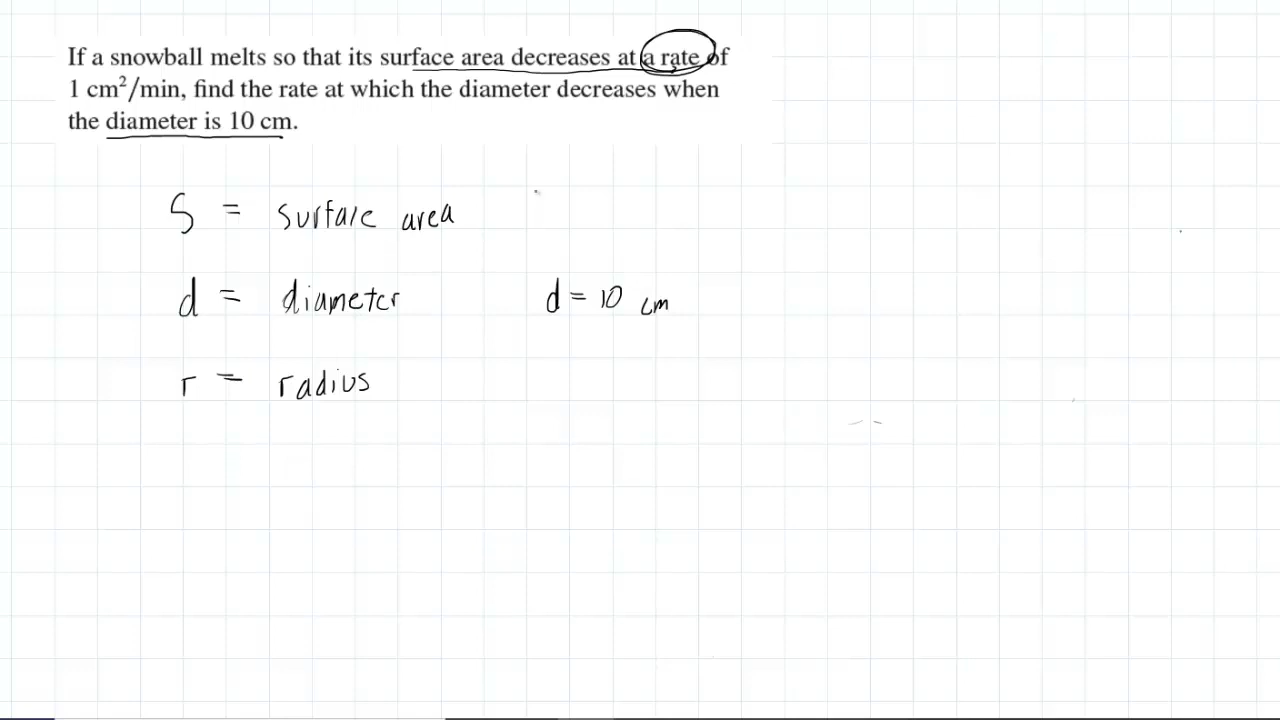 If a snowball melts so that its surface area decreases at a rate of
1 cm²/min, find the rate at which the diameter decreases when
the diameter is 10 cm.
S = surface area
d = diameter d = 10 cm
r = radius